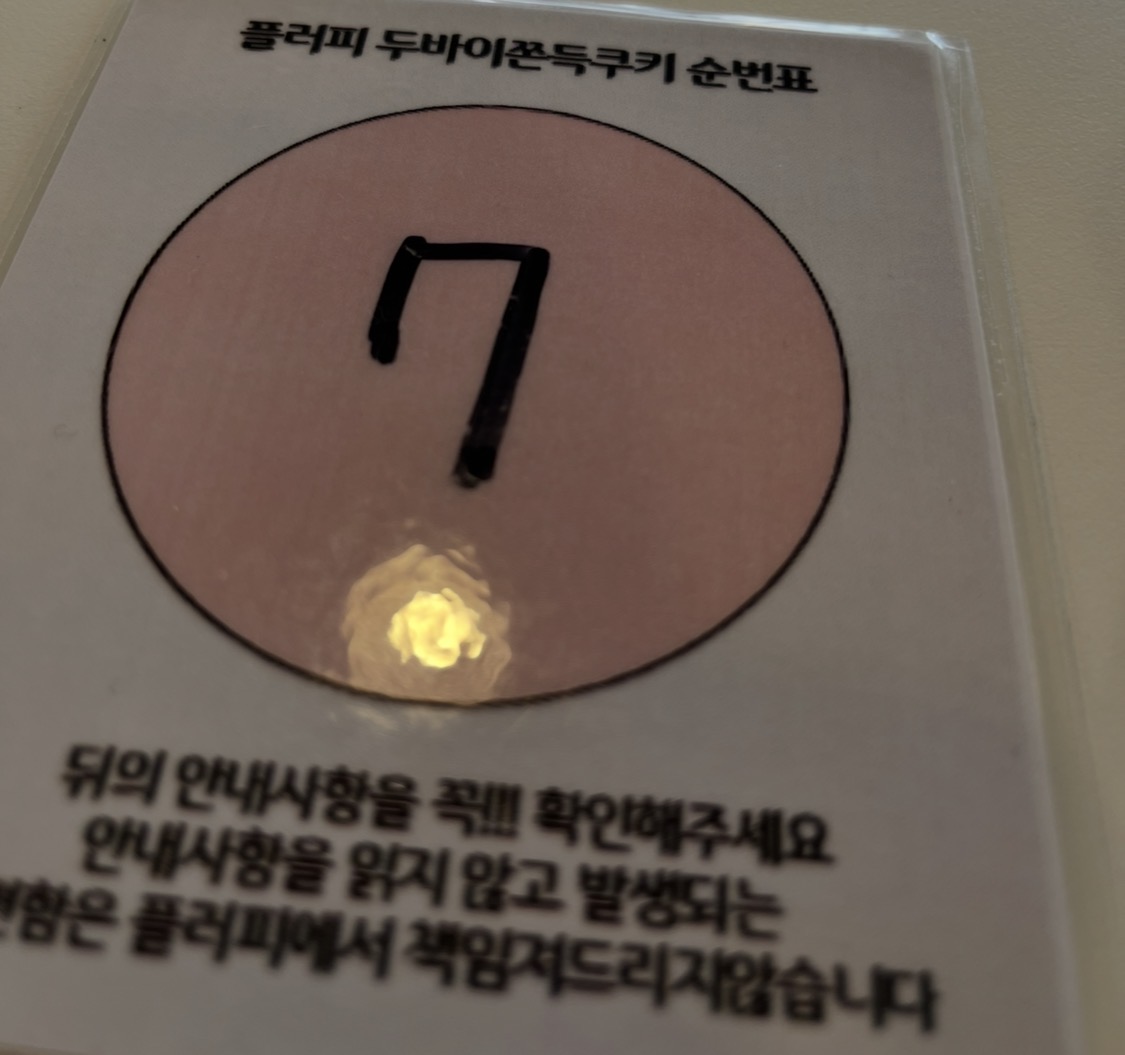 플러피 두바이쫀득쿠키 순번표
7
뒤의 안내사항을 꼭!!! 확인해주세요
안내사항을 읽지 않고 발생되는
플러피에서 책임져드리지않습니다